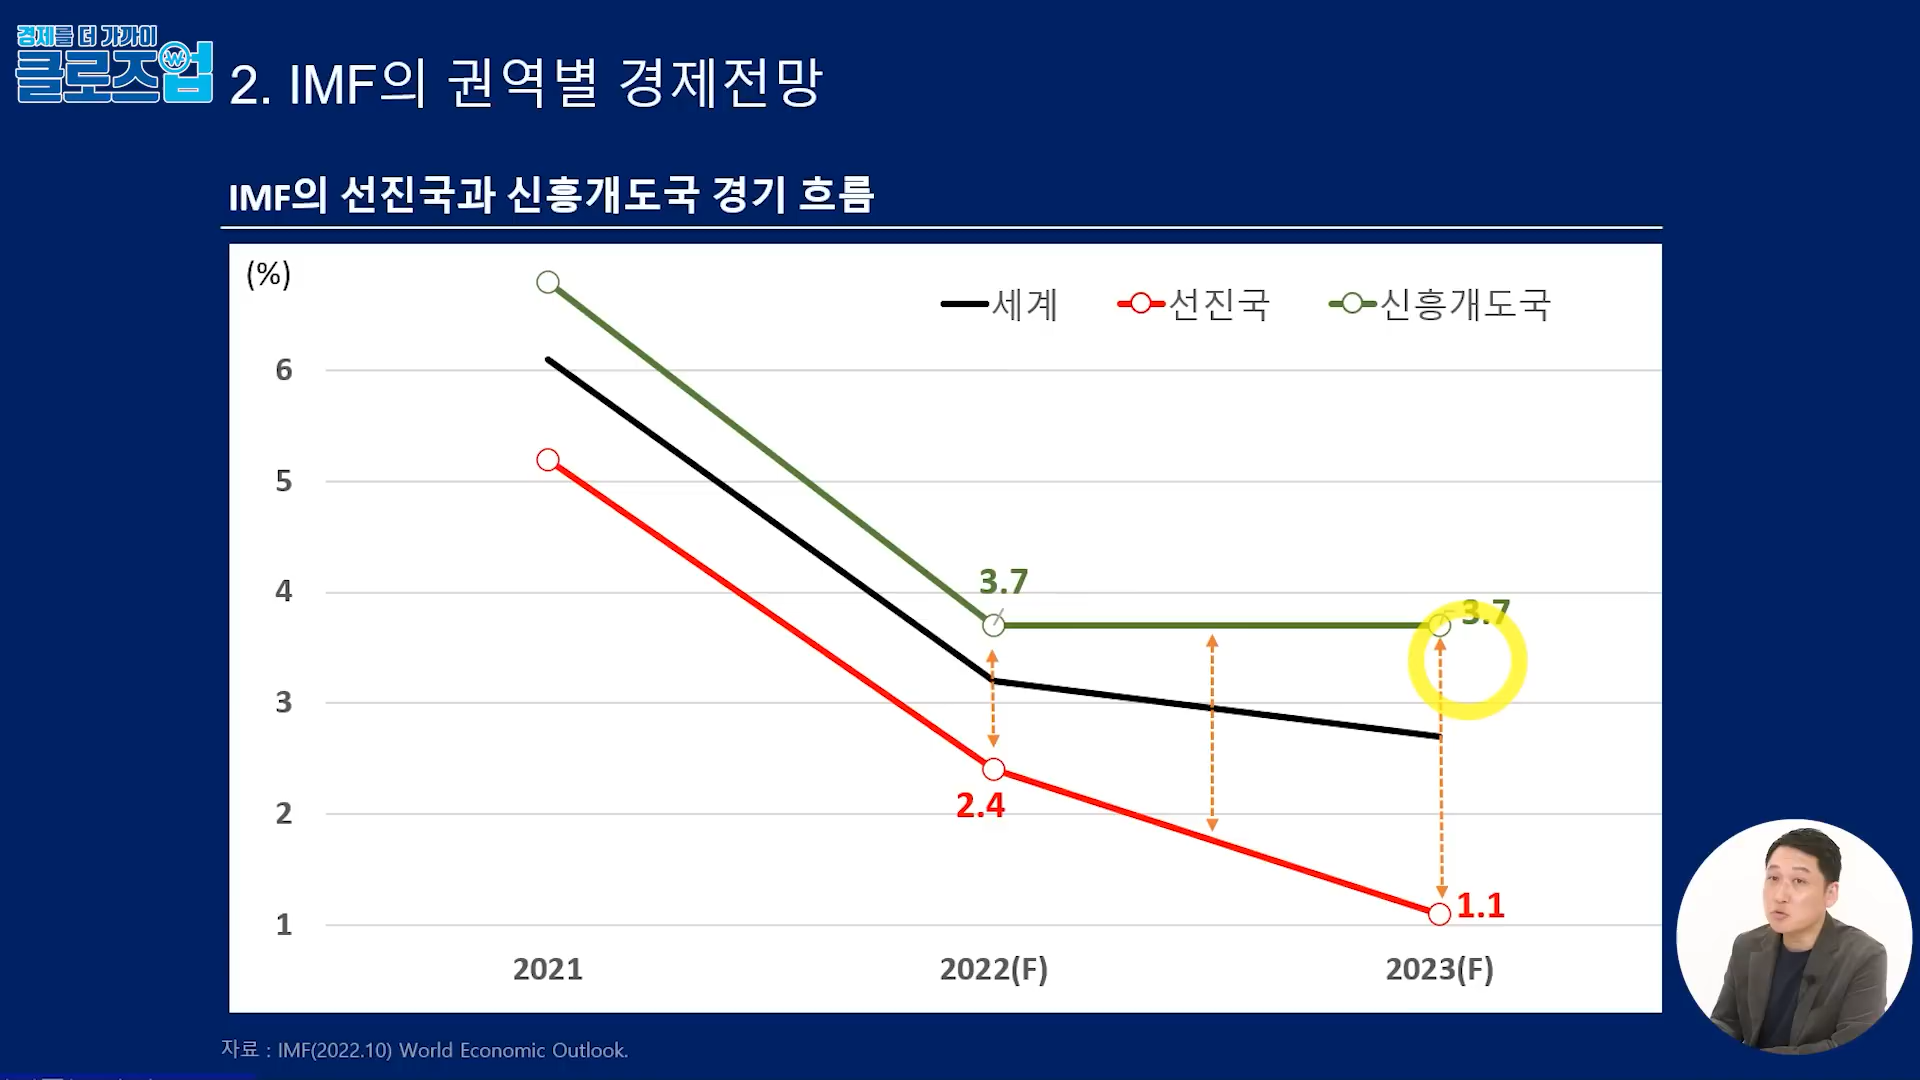 경제를 더 가까이
클로즈업
2. IMF의 권역별 경제전망
IMF의 선진국과 신흥개도국 경기 흐름
(%)
세계 선진국 신흥개도국
6
5
4
3
2
1
3.7
3.7
2.4
1.1
2021 2022(F) 2023(F)
자료 : IMF(2022.10) World Economic Outlook.